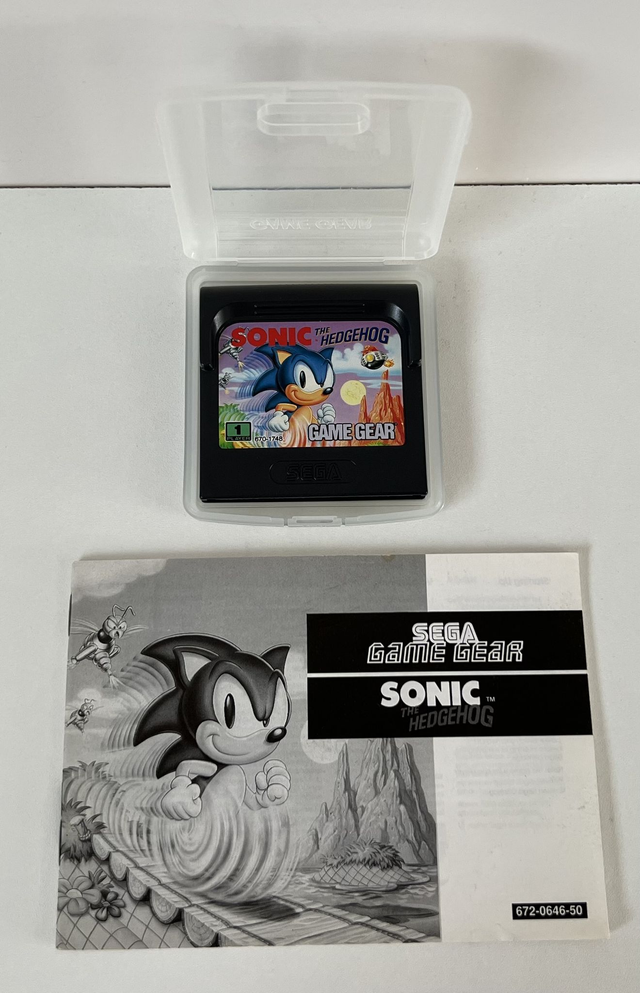 GAME GEAR
SONIC THE HEDGEHOG
1
PLAYER
670-1748
GAME GEAR
SEGA
SEGA
GAME GEAR
SONIC ™
THE HEDGEHOG
672-0646-50